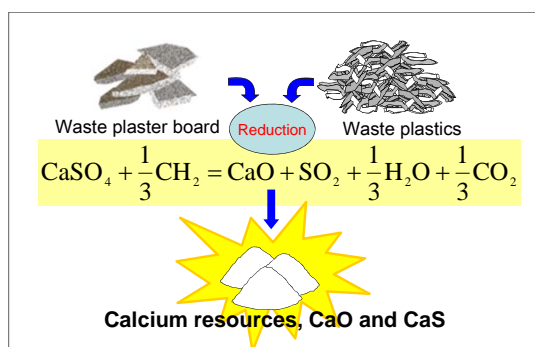 Waste plaster board
Reduction
Waste plastics
CaSO₄ + 1/3 CH₂ = CaO + SO₂ + 1/3 H₂O + 1/3 CO₂
Calcium resources, CaO and CaS